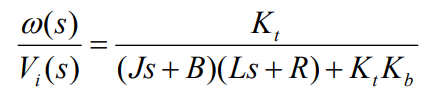 ω(s) / V_i(s) = K_t / ((Js + B)(Ls + R) + K_t K_b)